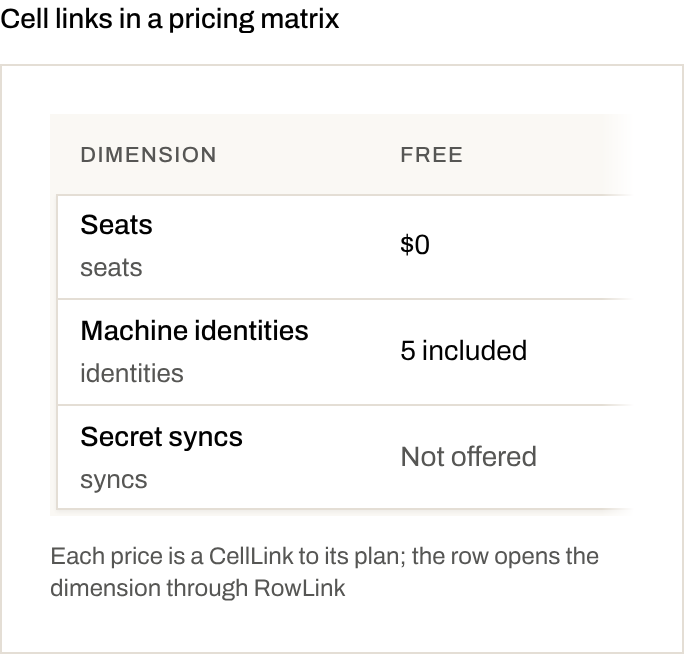 Cell links in a pricing matrix
DIMENSION FREE
Seats
seats
$0
Machine identities
identities
5 included
Secret syncs
syncs
Not offered
Each price is a CellLink to its plan; the row opens the
dimension through RowLink